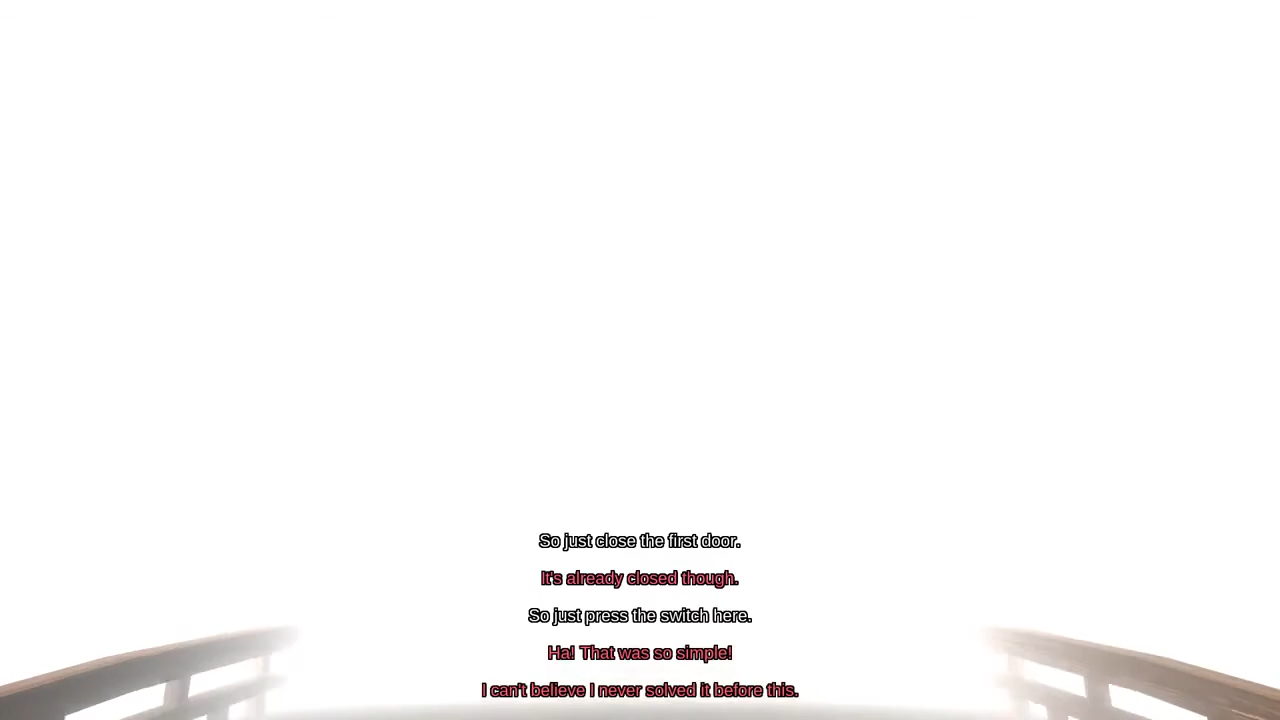 So just close the first door.
It's already closed though.
So just press the switch here.
Ha! That was so simple!
I can't believe I never solved it before this.